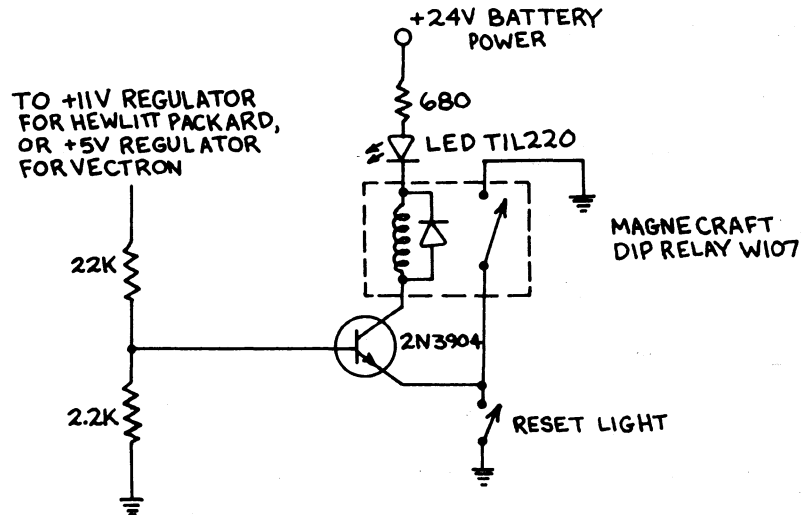 +24V BATTERY
POWER
680
TO +11V REGULATOR
FOR HEWLITT PACKARD,
OR +5V REGULATOR
FOR VECTRON
LED TIL220
MAGNECRAFT
DIP RELAY W107
22K
2N3904
2.2K
RESET LIGHT